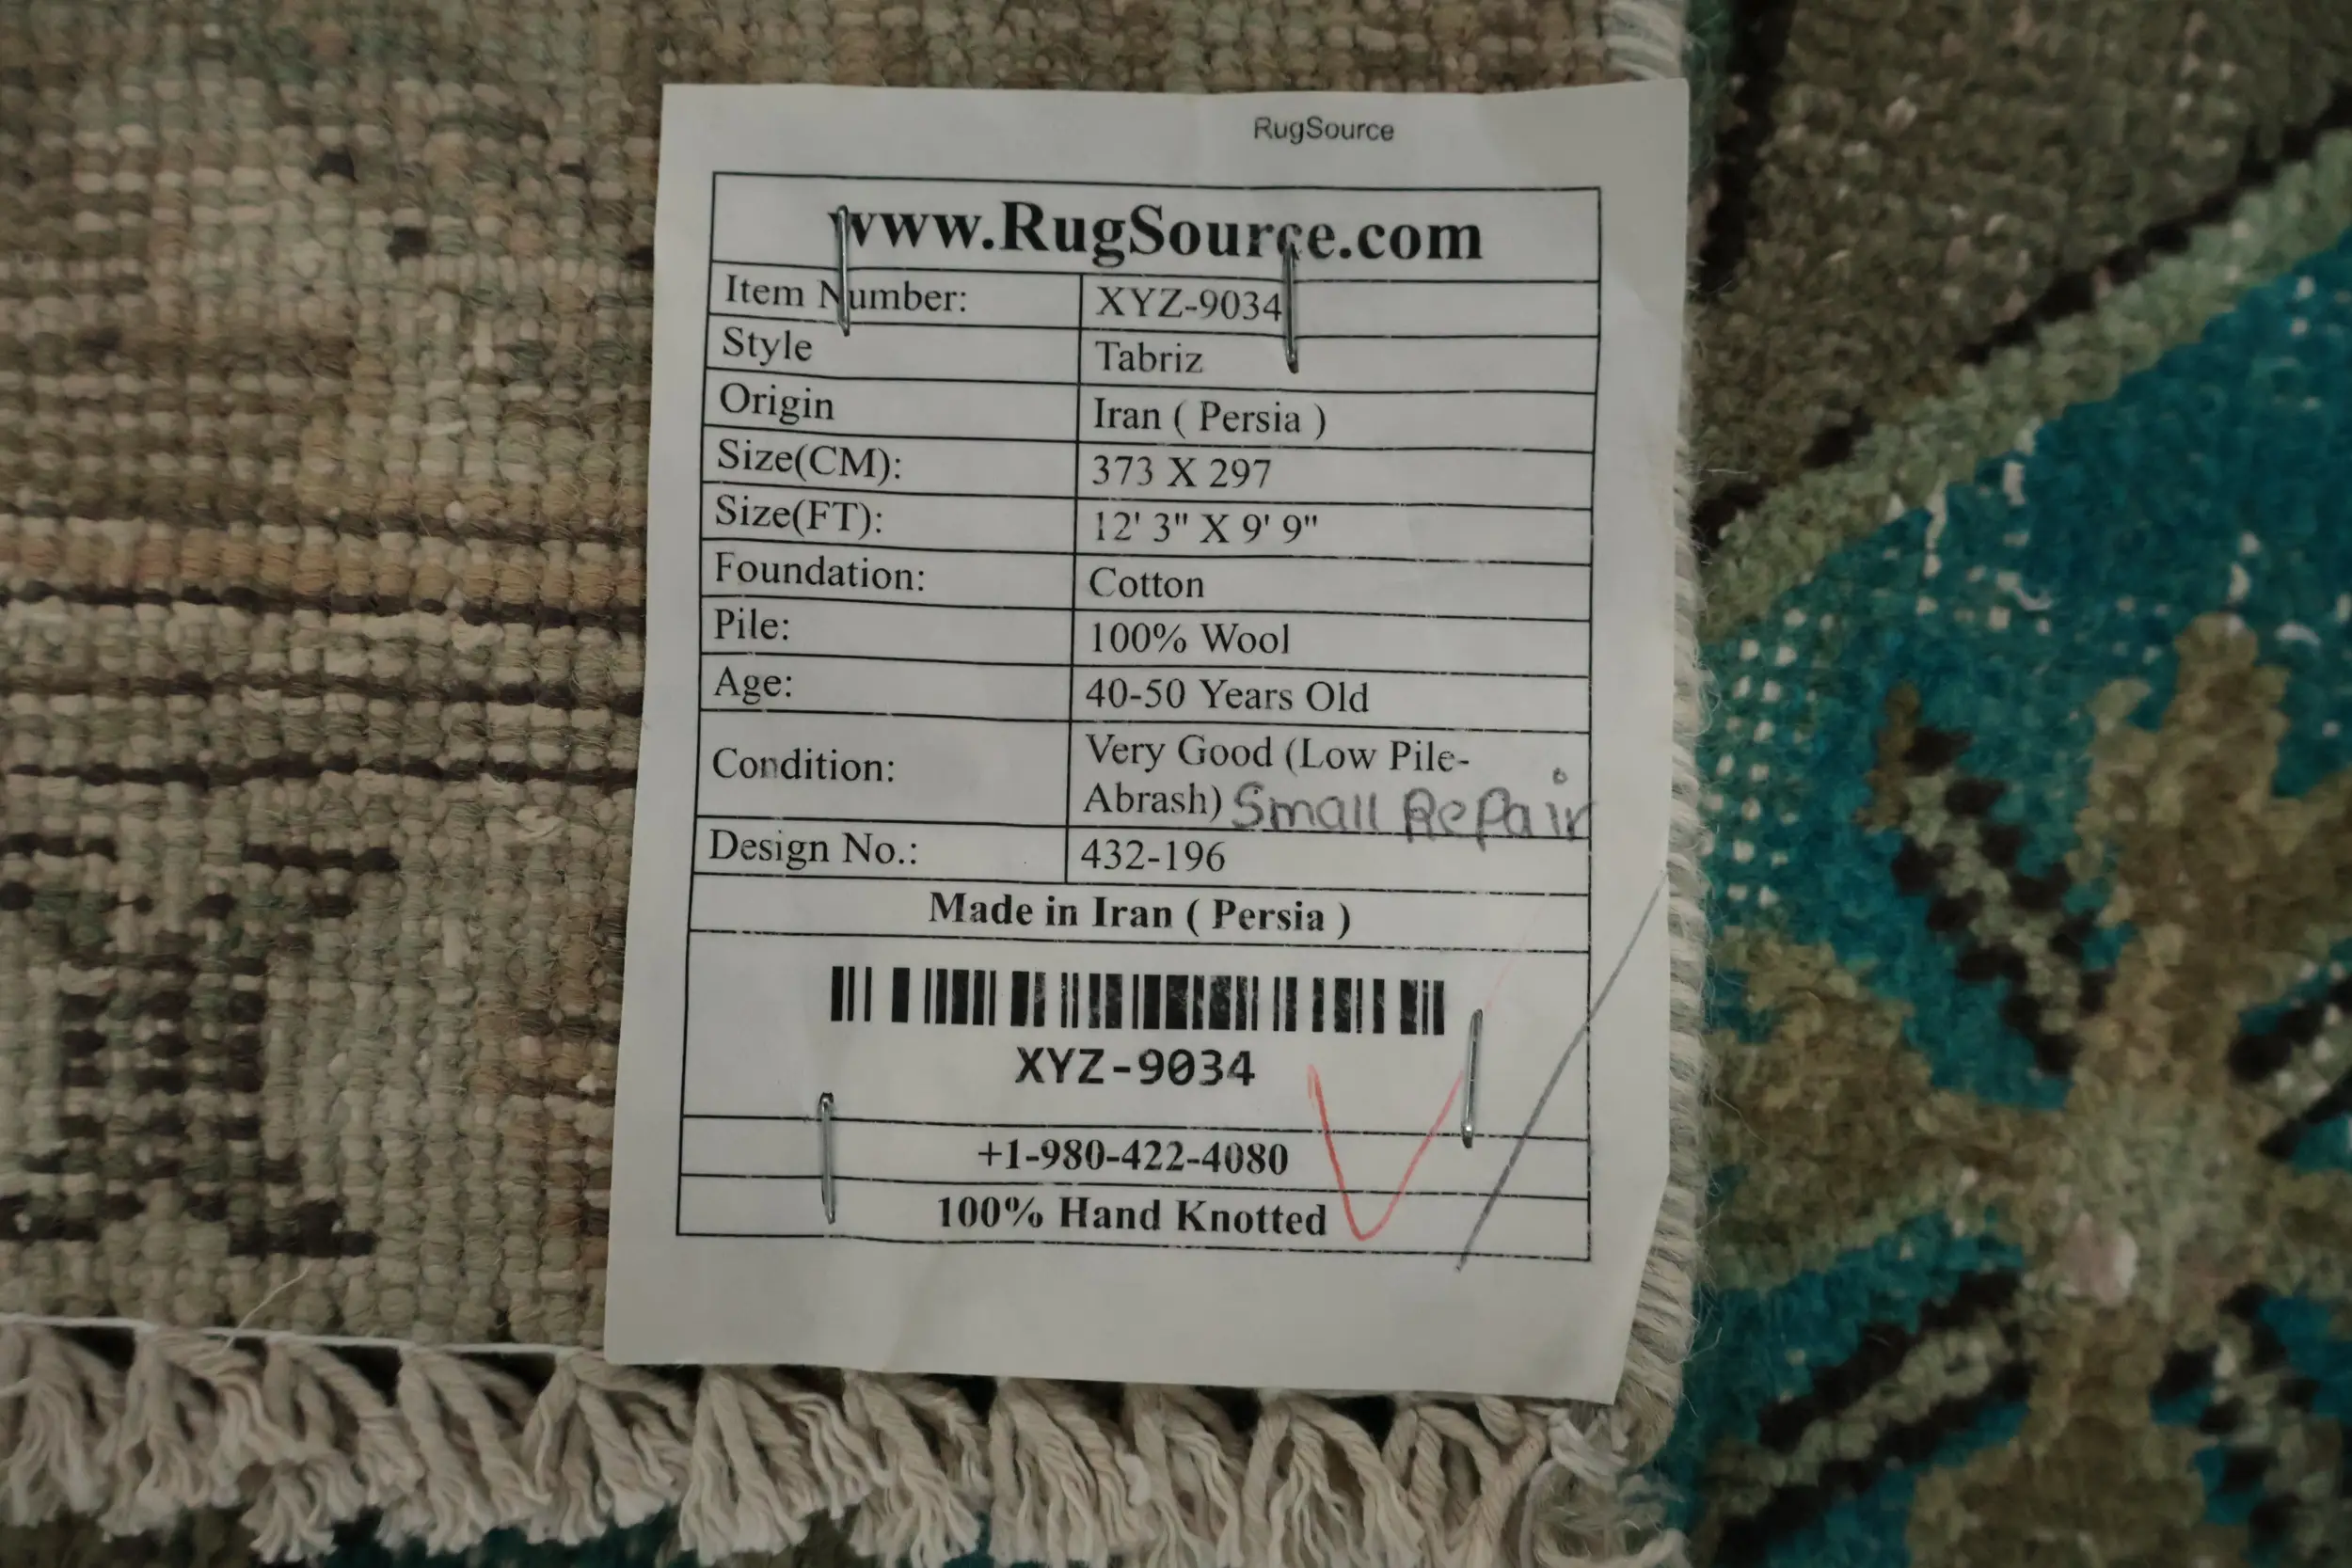 RugSource
www.RugSource.com
Item Number: XYZ-9034
Style Tabriz
Origin Iran ( Persia )
Size(CM): 373 X 297
Size(FT): 12' 3" X 9' 9"
Foundation: Cotton
Pile: 100% Wool
Age: 40-50 Years Old
Condition: Very Good (Low Pile-
Abrash) Small Repair
Design No.: 432-196
Made in Iran ( Persia )
XYZ-9034
+1-980-422-4080
100% Hand Knotted